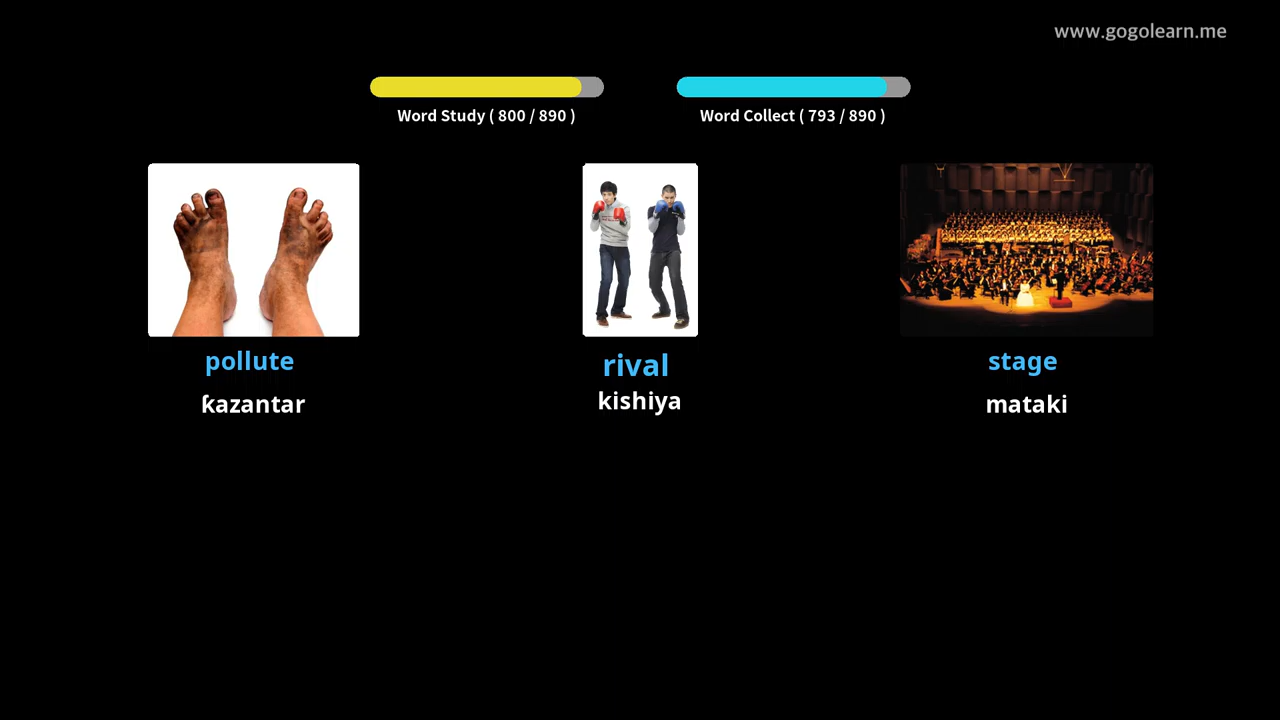 www.gogolearn.me
Word Study ( 800 / 890 )
Word Collect ( 793 / 890 )
pollute
rival
stage
ƙazantar
kishiya
mataki